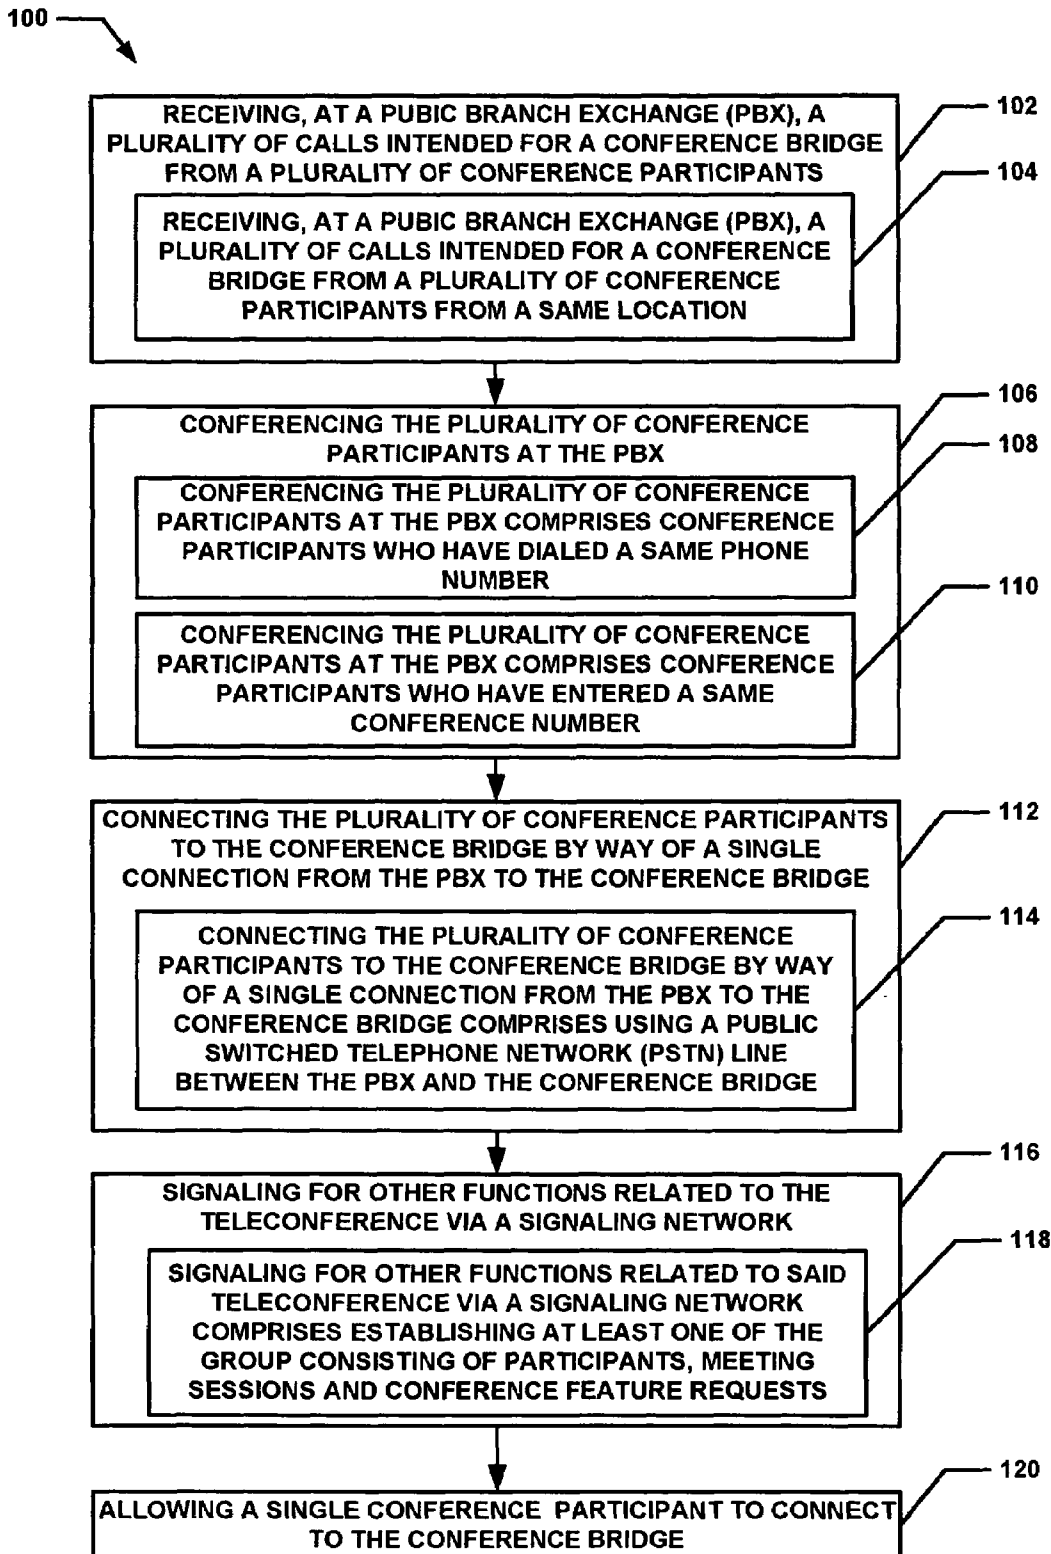 100
RECEIVING, AT A PUBIC BRANCH EXCHANGE (PBX), A
PLURALITY OF CALLS INTENDED FOR A CONFERENCE BRIDGE
FROM A PLURALITY OF CONFERENCE PARTICIPANTS
102
RECEIVING, AT A PUBIC BRANCH EXCHANGE (PBX), A
PLURALITY OF CALLS INTENDED FOR A CONFERENCE
BRIDGE FROM A PLURALITY OF CONFERENCE
PARTICIPANTS FROM A SAME LOCATION
104
CONFERENCING THE PLURALITY OF CONFERENCE
PARTICIPANTS AT THE PBX
106
CONFERENCING THE PLURALITY OF CONFERENCE
PARTICIPANTS AT THE PBX COMPRISES CONFERENCE
PARTICIPANTS WHO HAVE DIALED A SAME PHONE
NUMBER
108
CONFERENCING THE PLURALITY OF CONFERENCE
PARTICIPANTS AT THE PBX COMPRISES CONFERENCE
PARTICIPANTS WHO HAVE ENTERED A SAME
CONFERENCE NUMBER
110
CONNECTING THE PLURALITY OF CONFERENCE PARTICIPANTS
TO THE CONFERENCE BRIDGE BY WAY OF A SINGLE
CONNECTION FROM THE PBX TO THE CONFERENCE BRIDGE
112
CONNECTING THE PLURALITY OF CONFERENCE
PARTICIPANTS TO THE CONFERENCE BRIDGE BY WAY
OF A SINGLE CONNECTION FROM THE PBX TO THE
CONFERENCE BRIDGE COMPRISES USING A PUBLIC
SWITCHED TELEPHONE NETWORK (PSTN) LINE
BETWEEN THE PBX AND THE CONFERENCE BRIDGE
114
SIGNALING FOR OTHER FUNCTIONS RELATED TO THE
TELECONFERENCE VIA A SIGNALING NETWORK
116
SIGNALING FOR OTHER FUNCTIONS RELATED TO SAID
TELECONFERENCE VIA A SIGNALING NETWORK
COMPRISES ESTABLISHING AT LEAST ONE OF THE
GROUP CONSISTING OF PARTICIPANTS, MEETING
SESSIONS AND CONFERENCE FEATURE REQUESTS
118
ALLOWING A SINGLE CONFERENCE PARTICIPANT TO CONNECT
TO THE CONFERENCE BRIDGE
120